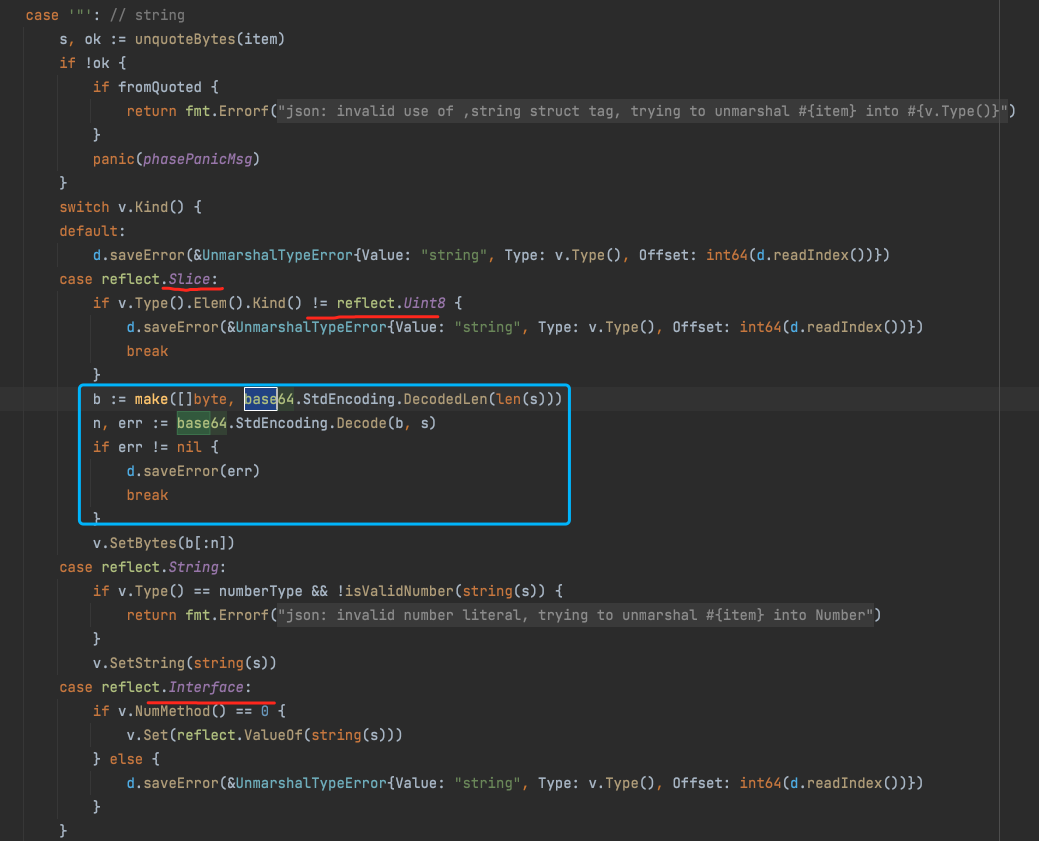 case '"': // string
s, ok := unquoteBytes(item)
if !ok {
if fromQuoted {
return fmt.Errorf("json: invalid use of ,string struct tag, trying to unmarshal #{item} into #{v.Type()}")
}
panic(phasePanicMsg)
}
switch v.Kind() {
default:
d.saveError(&UnmarshalTypeError{Value: "string", Type: v.Type(), Offset: int64(d.readIndex())})
case reflect.Slice:
if v.Type().Elem().Kind() != reflect.Uint8 {
d.saveError(&UnmarshalTypeError{Value: "string", Type: v.Type(), Offset: int64(d.readIndex())})
break
}
b := make([]byte, base64.StdEncoding.DecodedLen(len(s)))
n, err := base64.StdEncoding.Decode(b, s)
if err != nil {
d.saveError(err)
break
}
v.SetBytes(b[:n])
case reflect.String:
if v.Type() == numberType && !isValidNumber(string(s)) {
return fmt.Errorf("json: invalid number literal, trying to unmarshal #{item} into Number")
}
v.SetString(string(s))
case reflect.Interface:
if v.NumMethod() == 0 {
v.Set(reflect.ValueOf(string(s)))
} else {
d.saveError(&UnmarshalTypeError{Value: "string", Type: v.Type(), Offset: int64(d.readIndex())})
}
}